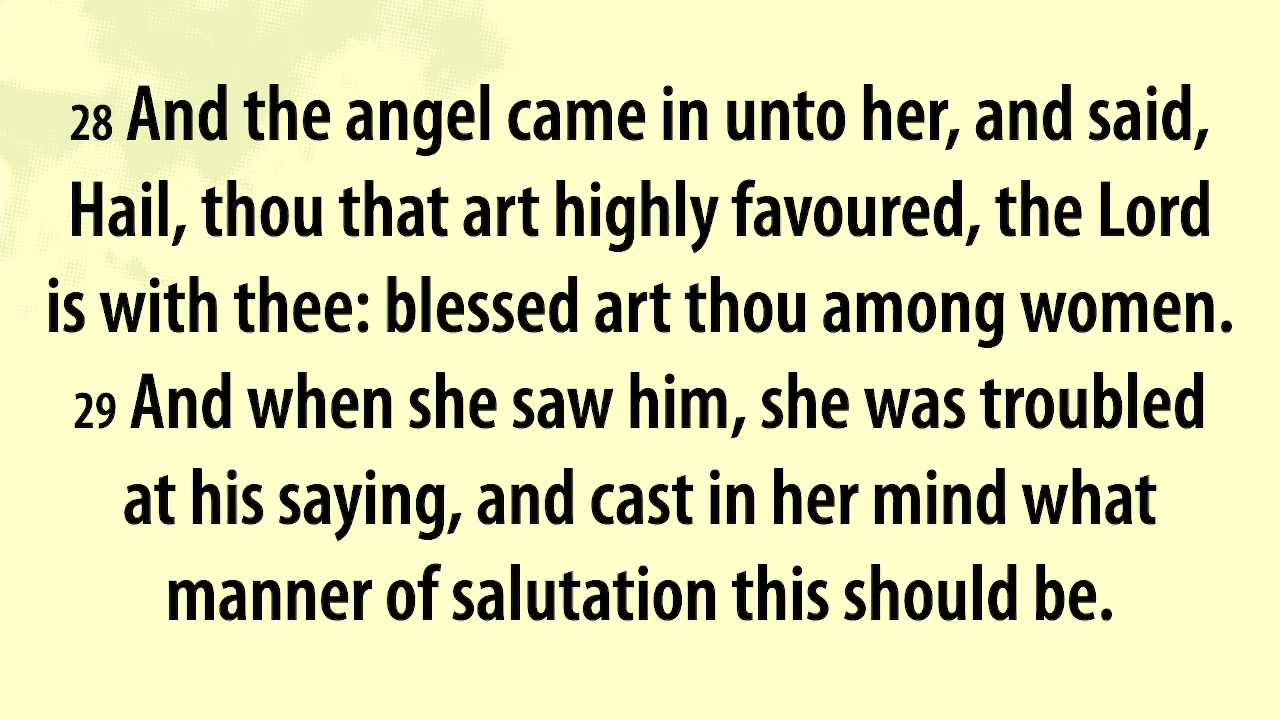 28 And the angel came in unto her, and said,
Hail, thou that art highly favoured, the Lord
is with thee: blessed art thou among women.
29 And when she saw him, she was troubled
at his saying, and cast in her mind what
manner of salutation this should be.